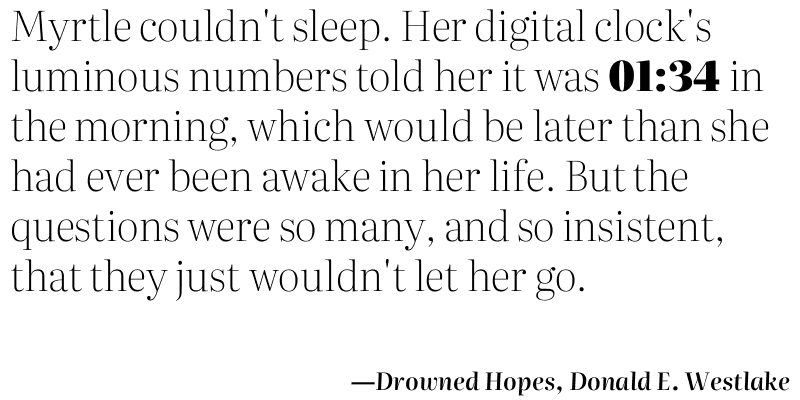 Myrtle couldn't sleep. Her digital clock's
luminous numbers told her it was 01:34 in
the morning, which would be later than she
had ever been awake in her life. But the
questions were so many, and so insistent,
that they just wouldn't let her go.
—Drowned Hopes, Donald E. Westlake